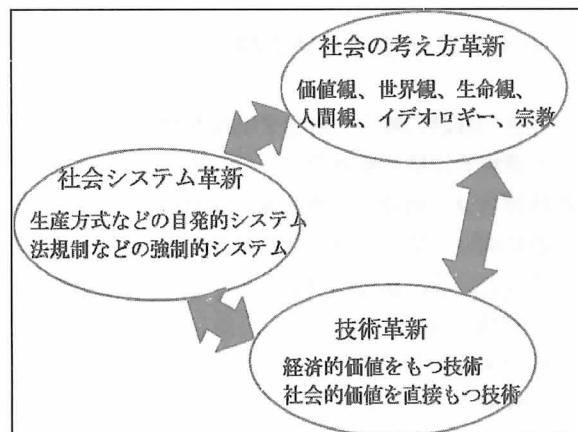 社会の考え方革新
価値観、世界観、生命観、
人間観、イデオロギー、宗教
社会システム革新
生産方式などの自発的システム
法規制などの強制的システム
技術革新
経済的価値をもつ技術
社会的価値を直接もつ技術